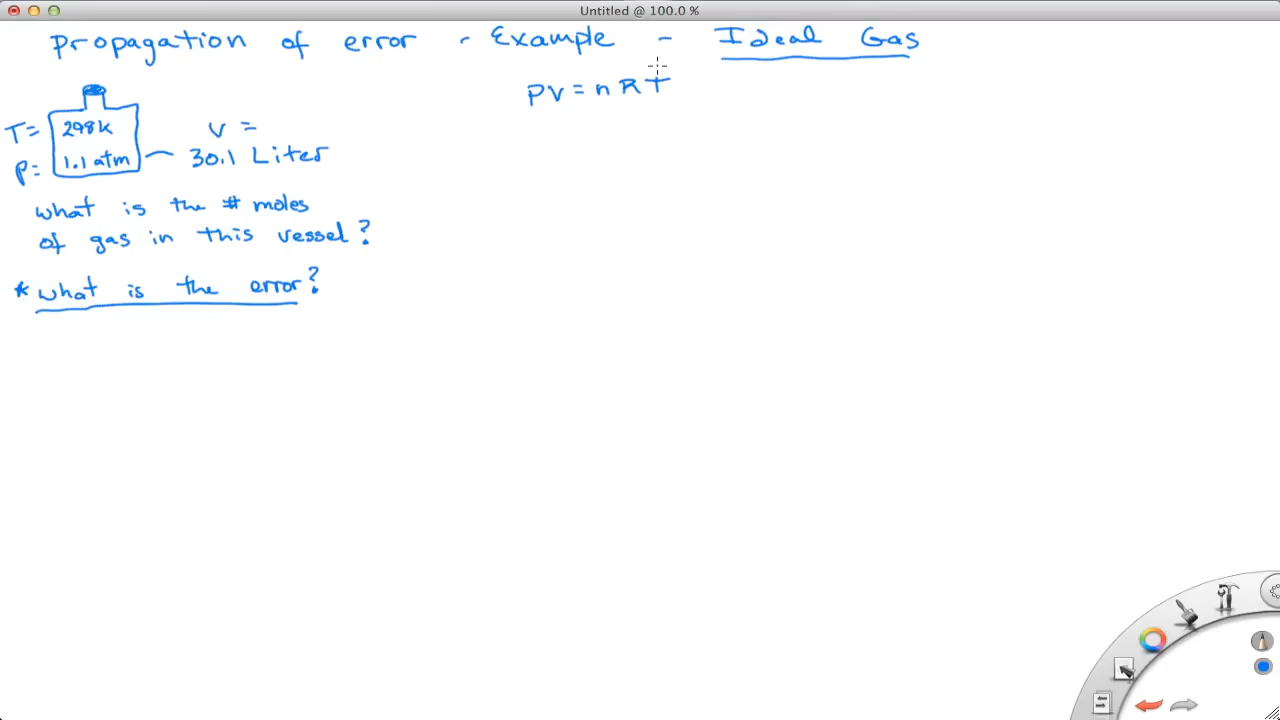 Untitled @ 100.0 %
Propagation of error - Example - Ideal Gas
PV = nRT
T = 298K
P = 1.1 atm
V =
30.1 Liter
what is the # moles
of gas in this vessel?
* what is the error?